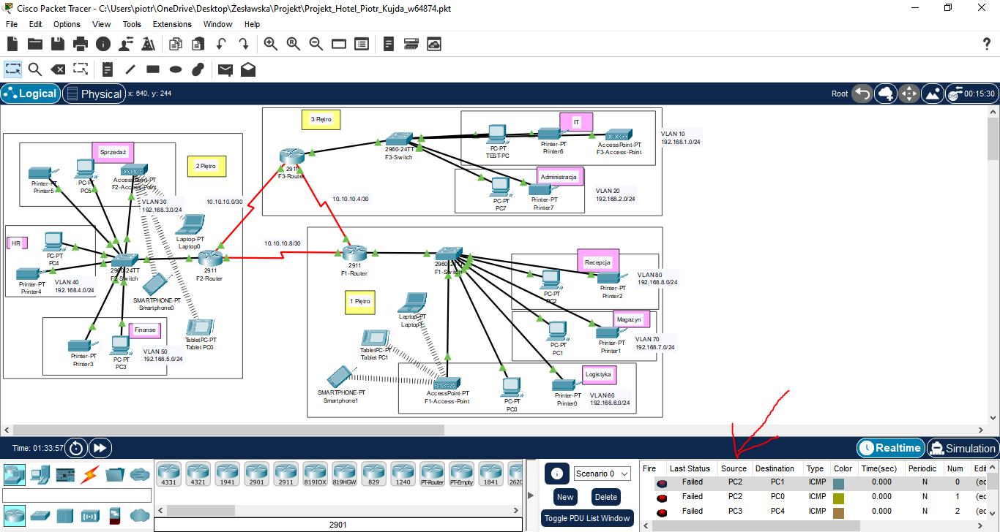 Cisco Packet Tracer - C:\Users\piotr\OneDrive\Desktop\Żesławska\Projekt\Projekt_Hotel_Piotr_Kujda_w64874.pkt
File Edit Options View Tools Extensions Window Help
Logical Physical x: 640, y: 244 Root 00:15:30
3 Piętro
IT
PC-PT
TEST-PC
Printer-PT
Printer6
AccessPoint-PT
F3-Access-Point
VLAN 10
192.168.1.0/24
2960-24TT
F3-Switch
2911
F3-Router
Administracja
PC-PT
PC7
Printer-PT
Printer7
VLAN 20
192.168.2.0/24
10.10.10.0/30
10.10.10.4/30
10.10.10.8/30
Sprzedaż
2 Piętro
Printer-PT
Printer5
PC-PT
PC5
AccessPoint-PT
F2-Access-Point
VLAN 30
192.168.3.0/24
Laptop-PT
Laptop0
HR
PC-PT
PC4
Printer-PT
Printer4
VLAN 40
192.168.4.0/24
2960-24TT
F2-Switch
2911
F2-Router
SMARTPHONE-PT
Smartphone0
TabletPC-PT
Tablet PC0
Finanse
Printer-PT
Printer3
PC-PT
PC3
VLAN 50
192.168.5.0/24
2911
F1-Router
2960-24TT
F1-Switch
1 Piętro
Recepcja
PC-PT
PC2
Printer-PT
Printer2
VLAN 80
192.168.8.0/24
Laptop-PT
Laptop1
Magazyn
PC-PT
PC1
Printer-PT
Printer1
VLAN 70
192.168.7.0/24
TabletPC-PT
Tablet PC1
SMARTPHONE-PT
Smartphone1
Logistyka
AccessPoint-PT
F1-Access-Point
PC-PT
PC0
Printer-PT
Printer0
VLAN 60
192.168.6.0/24
Time: 01:33:57 Realtime Simulation
4331 4321 1941 2901 2911 819IOX 819HGW 829 1240 PT-Router PT-Empty 1841 2620
2901
Scenario 0
New Delete
Toggle PDU List Window
Fire Last Status Source Destination Type Color Time(sec) Periodic Num Edit
Failed PC2 PC1 ICMP 0.000 N 0 (ec
Failed PC2 PC0 ICMP 0.000 N 1 (ec
Failed PC3 PC4 ICMP 0.000 N 2 (ec